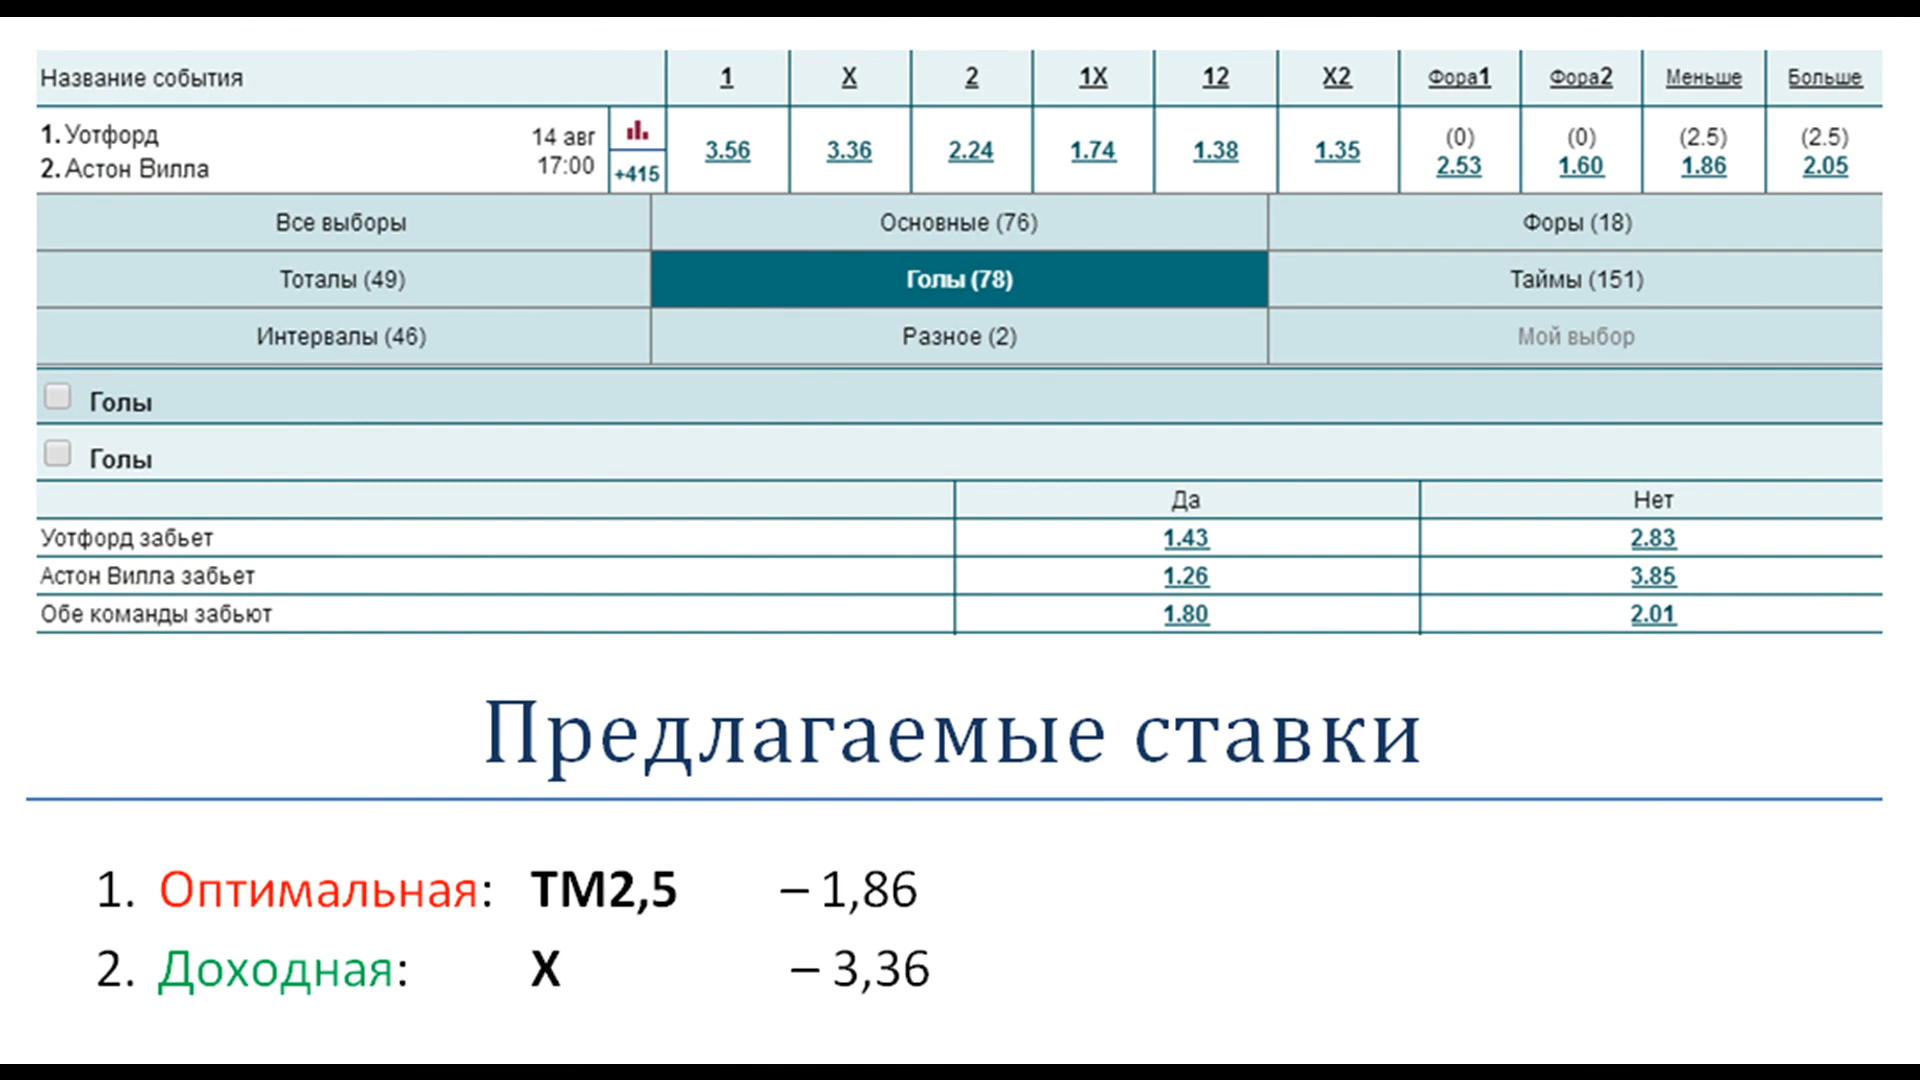 Название события 1 X 2 1X 12 X2 Фора1 Фора2 Меньше Больше
1. Уотфорд 14 авг (0) (0) (2.5) (2.5)
3.56 3.36 2.24 1.74 1.38 1.35
2. Астон Вилла 17:00 +415 2.53 1.60 1.86 2.05
Все выборы Основные (76) Форы (18)
Тоталы (49) Голы (78) Таймы (151)
Интервалы (46) Разное (2) Мой выбор
Голы
Голы
Да Нет
Уотфорд забьет 1.43 2.83
Астон Вилла забьет 1.26 3.85
Обе команды забьют 1.80 2.01
Предлагаемые ставки
1. Оптимальная: ТМ2,5 – 1,86
2. Доходная: Х – 3,36